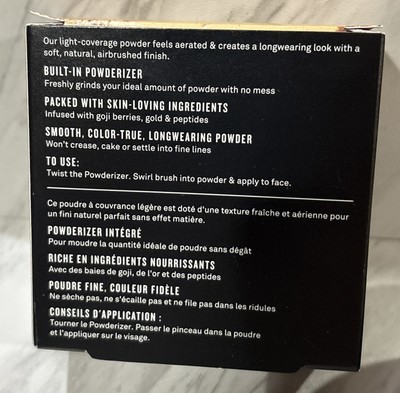 Our light-coverage powder feels aerated & creates a longwearing look with a
soft, natural, airbrushed finish.
BUILT-IN POWDERIZER
Freshly grinds your ideal amount of powder with no mess
PACKED WITH SKIN-LOVING INGREDIENTS
Infused with goji berries, gold & peptides
SMOOTH, COLOR-TRUE, LONGWEARING POWDER
Won't crease, cake or settle into fine lines
TO USE:
Twist the Powderizer. Swirl brush into powder & apply to face.
Ce poudre à couvrance légère est doté d'une texture fraîche et aérienne pour
un fini naturel parfait sans effet matière.
POWDERIZER INTÉGRÉ
Pour moudre la quantité idéale de poudre sans dégât
RICHE EN INGRÉDIENTS NOURRISSANTS
Avec des baies de goji, de l'or et des peptides
POUDRE FINE, COULEUR FIDÈLE
Ne sèche pas, ne s'écaille pas et ne file pas dans les ridules
CONSEILS D'APPLICATION :
Tourner le Powderizer. Passer le pinceau dans la poudre
et l'appliquer sur le visage.